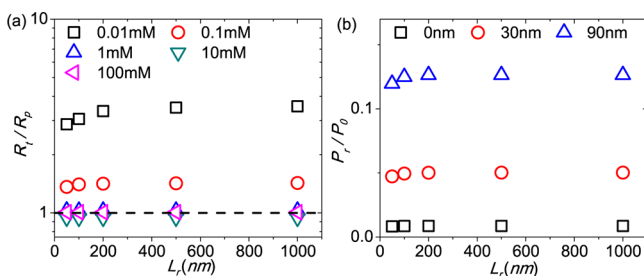 (a)
10
0.01mM 0.1mM
1mM 10mM
100mM
R_t / R_p
1
0 200 400 600 800 1000
L_r(nm)
(b)
0nm 30nm 90nm
P_r / P_0
0.1
0.0
0 200 400 600 800 1000
L_r(nm)